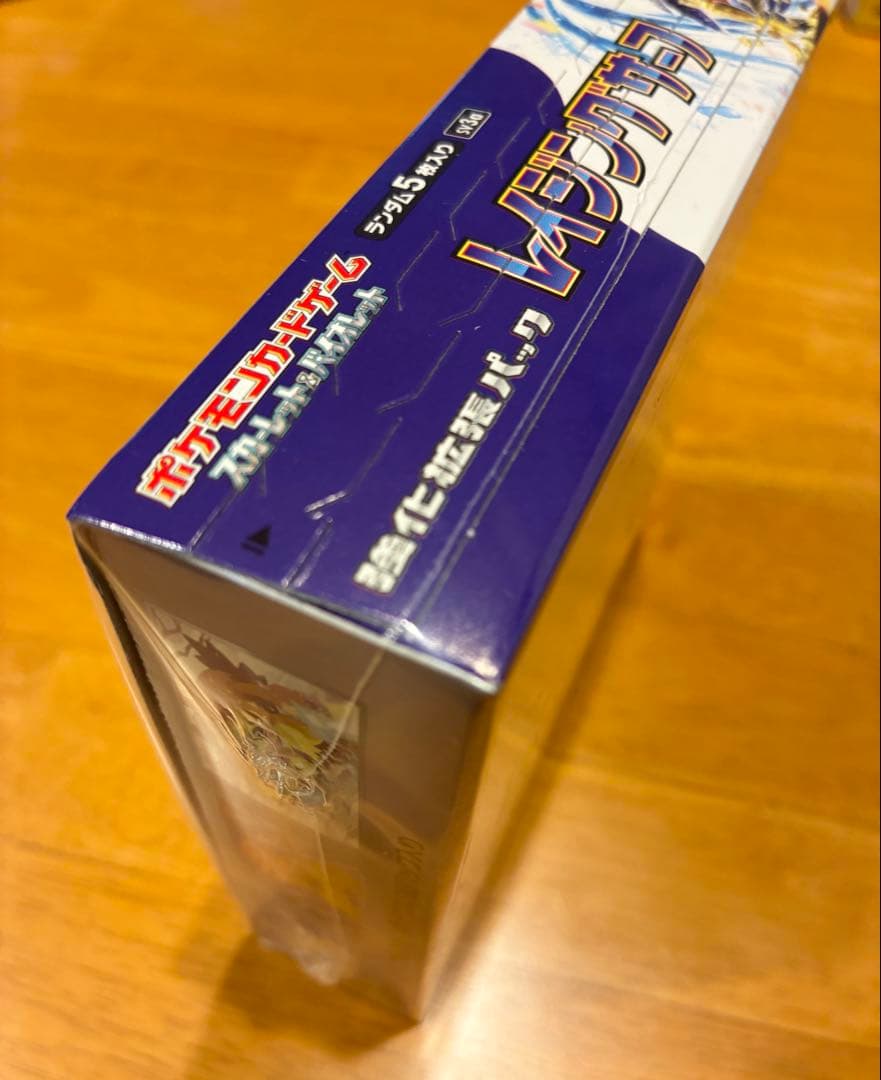 ポケモンカードゲーム
スカーレット&バイオレット
ランダム5枚入り
sv3a
強化拡張パック
レイジングサーフ